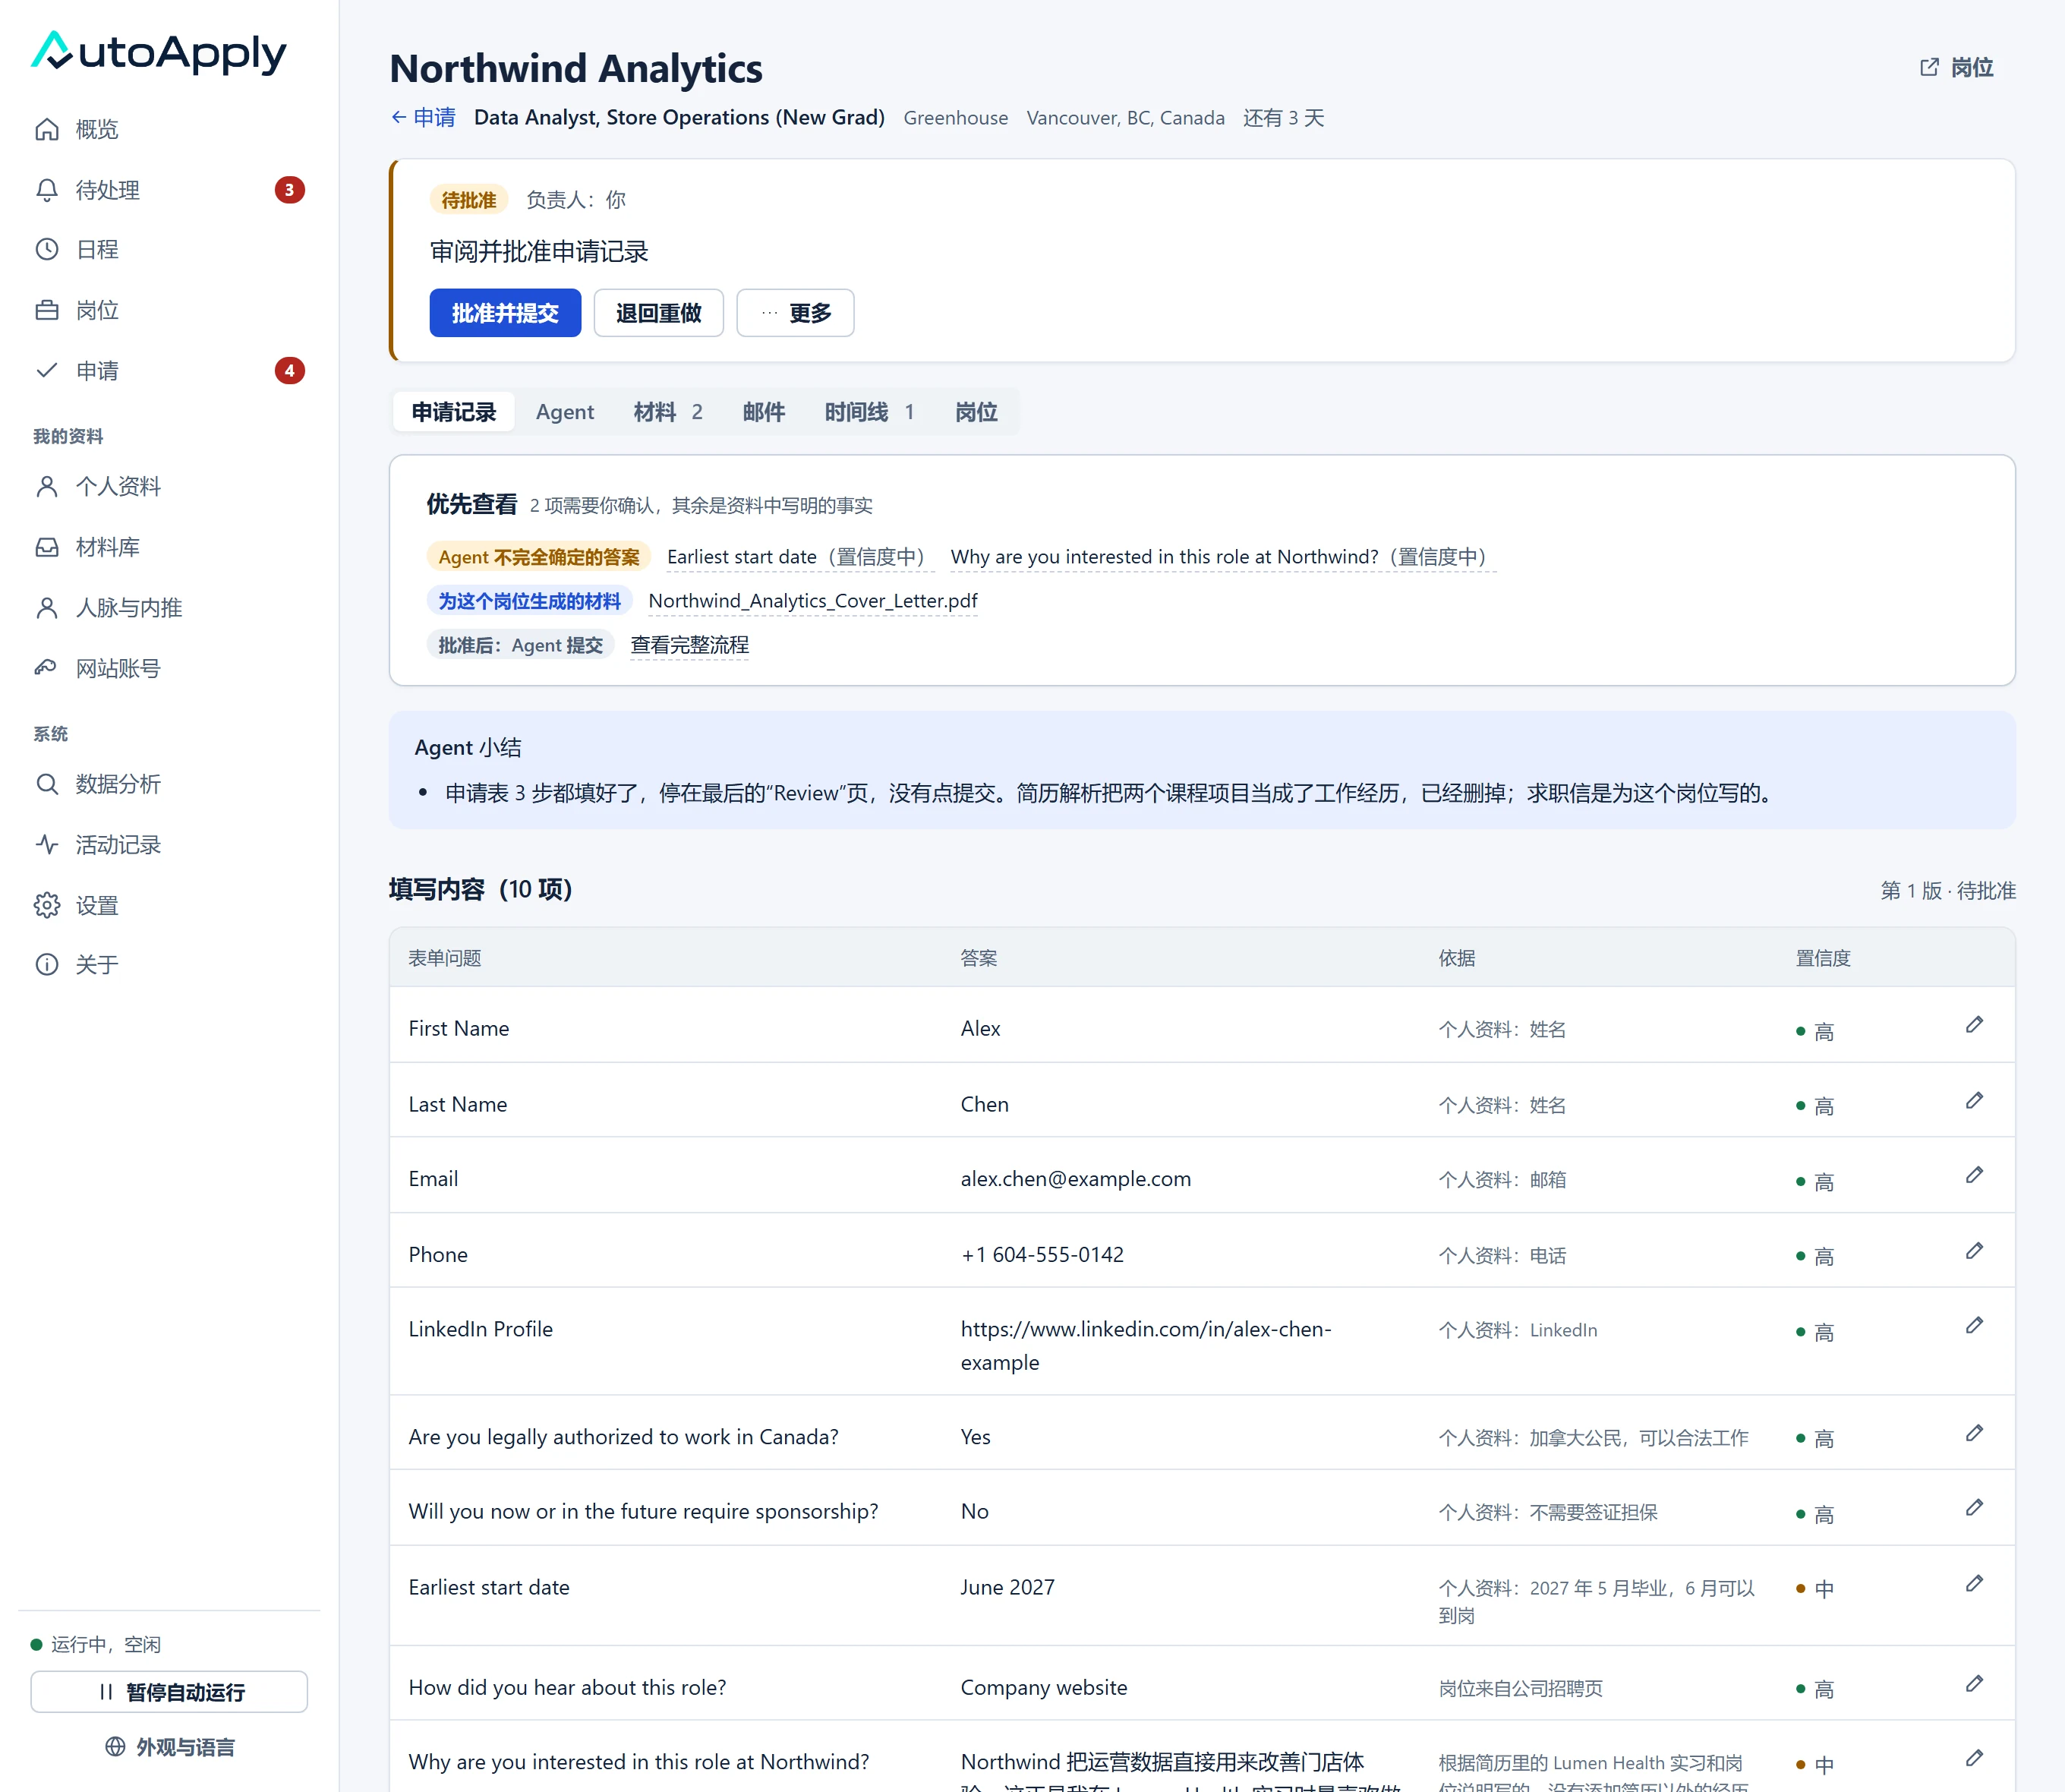 AutoApply
概览
待处理 3
日程
岗位
申请 4
我的资料
个人资料
材料库
人脉与内推
网站账号
系统
数据分析
活动记录
设置
关于
运行中，空闲
暂停自动运行
外观与语言
Northwind Analytics
岗位
← 申请 Data Analyst, Store Operations (New Grad) Greenhouse Vancouver, BC, Canada 还有 3 天
待批准 负责人：你
审阅并批准申请记录
批准并提交 退回重做 ··· 更多
申请记录 Agent 材料 2 邮件 时间线 1 岗位
优先查看 2 项需要你确认，其余是资料中写明的事实
Agent 不完全确定的答案 Earliest start date（置信度中） Why are you interested in this role at Northwind?（置信度中）
为这个岗位生成的材料 Northwind_Analytics_Cover_Letter.pdf
批准后：Agent 提交 查看完整流程
Agent 小结
• 申请表 3 步都填好了，停在最后的“Review”页，没有点提交。简历解析把两个课程项目当成了工作经历，已经删掉；求职信是为这个岗位写的。
填写内容（10 项） 第 1 版 · 待批准
表单问题 答案 依据 置信度
First Name Alex 个人资料：姓名 高
Last Name Chen 个人资料：姓名 高
Email alex.chen@example.com 个人资料：邮箱 高
Phone +1 604-555-0142 个人资料：电话 高
LinkedIn Profile https://www.linkedin.com/in/alex-chen- 个人资料：LinkedIn 高
example
Are you legally authorized to work in Canada? Yes 个人资料：加拿大公民，可以合法工作 高
Will you now or in the future require sponsorship? No 个人资料：不需要签证担保 高
Earliest start date June 2027 个人资料：2027 年 5 月毕业，6 月可以 中
到岗
How did you hear about this role? Company website 岗位来自公司招聘页 高
Why are you interested in this role at Northwind? Northwind 把运营数据直接用来改善门店体 根据简历里的 Lumen Health 实习和岗 中